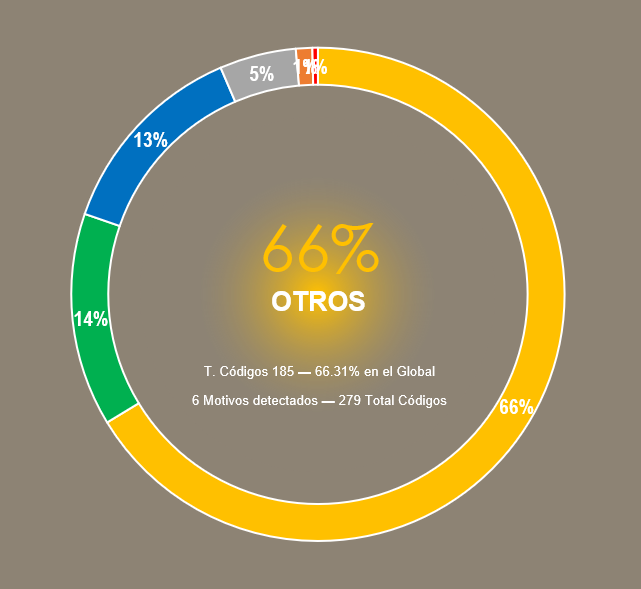 5%
1%
13%
66%
OTROS
14%
T. Códigos 185 — 66.31% en el Global
6 Motivos detectados — 279 Total Códigos
66%